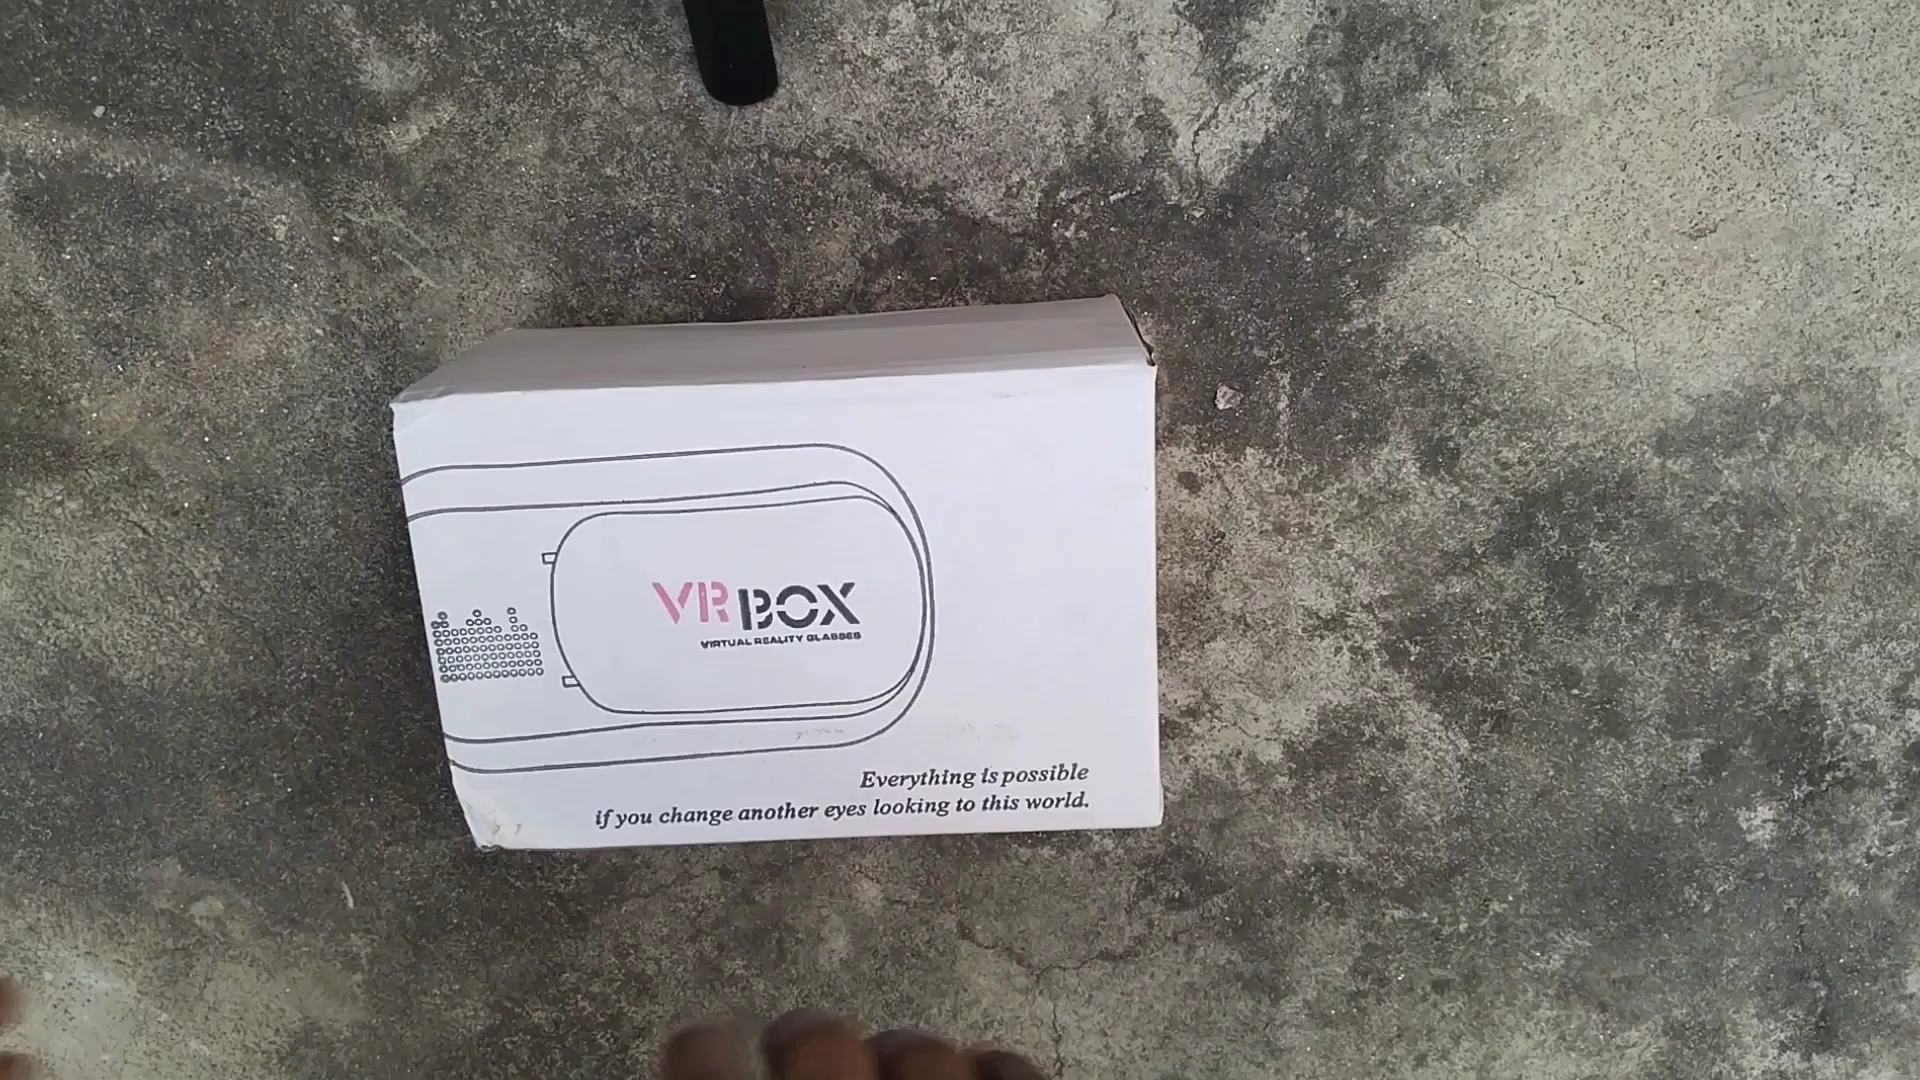 VR BOX
VIRTUAL REALITY GLASSES
Everything is possible
if you change another eyes looking to this world.